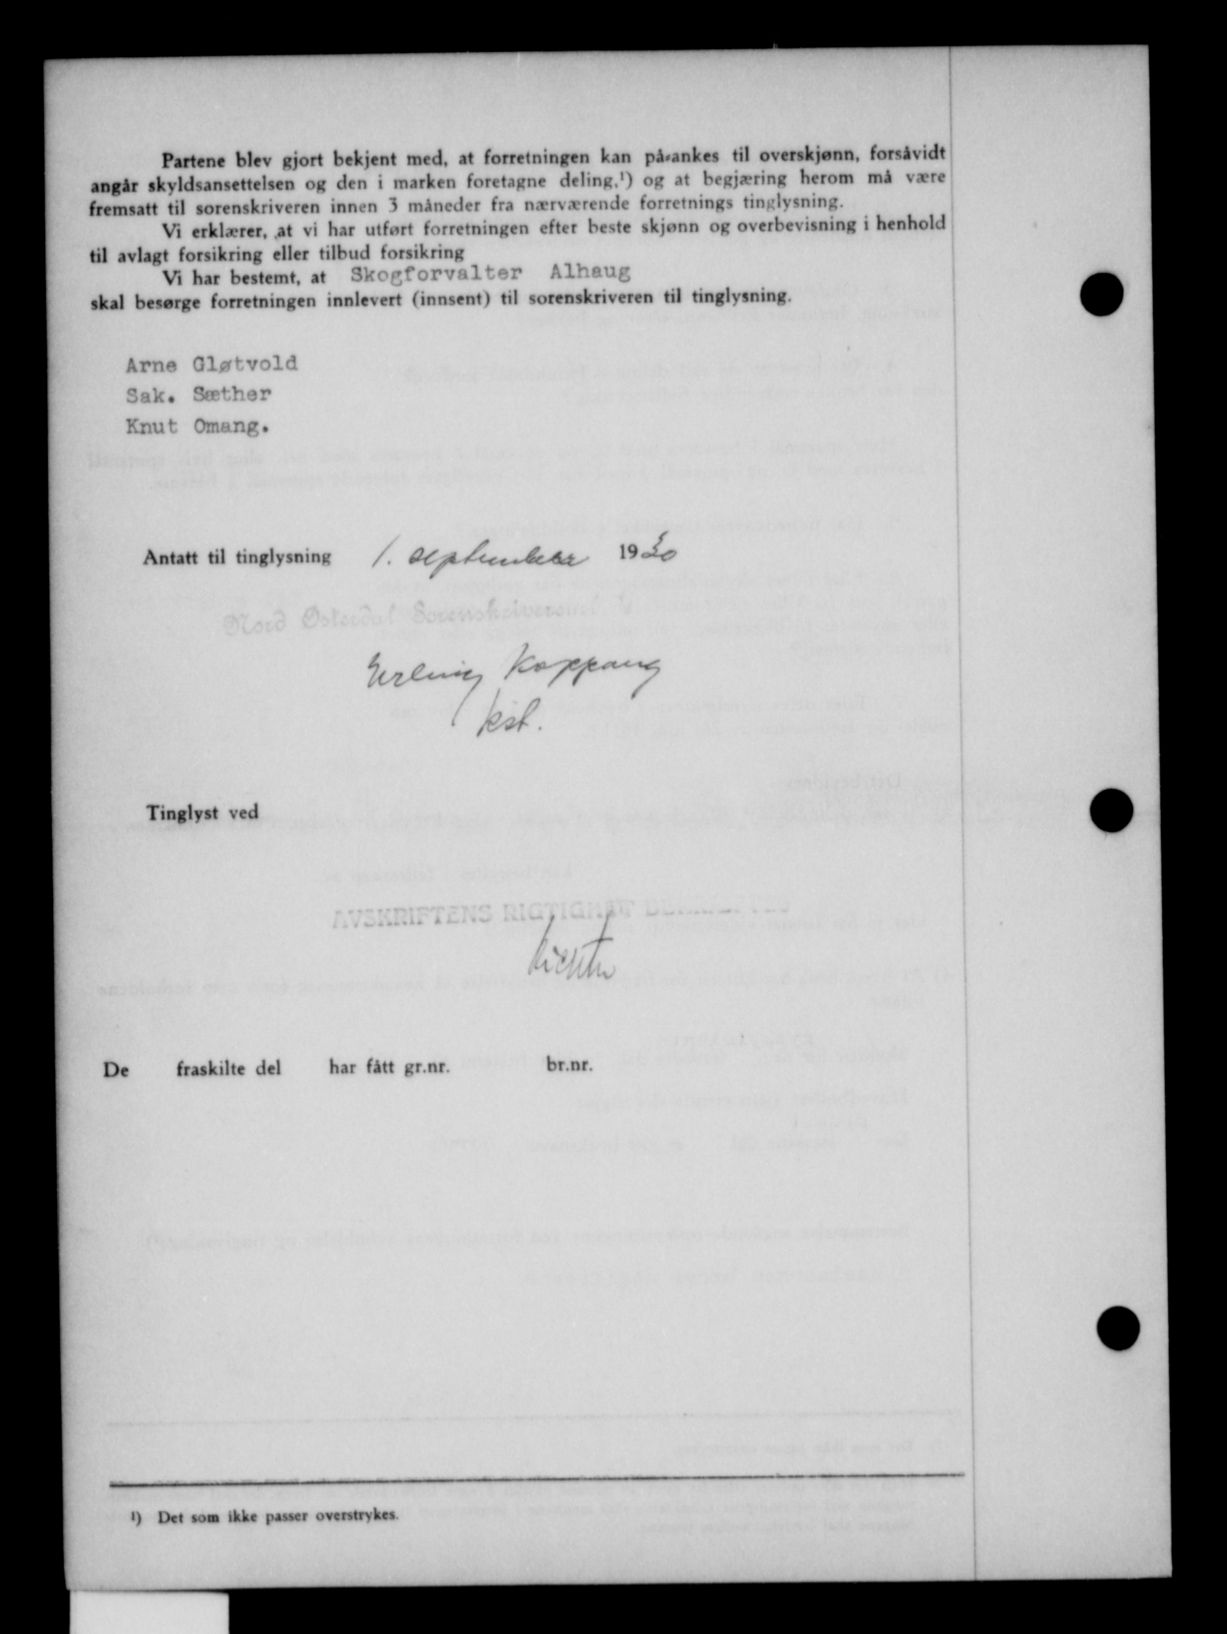 Partene blev gjort bekjent med, at forretningen kan påankes til overskjønn, forsåvidt
angår skyldsansettelsen og den i marken foretagne deling,¹) og at begjæring herom må være
fremsatt til sorenskriveren innen 3 måneder fra nærværende forretnings tinglysning.
Vi erklærer, at vi har utført forretningen efter beste skjønn og overbevisning i henhold
til avlagt forsikring eller tilbud forsikring
Vi har bestemt, at Skogforvalter Alhaug
skal besørge forretningen innlevert (innsent) til sorenskriveren til tinglysning.
Arne Gløtvold
Sak. Sæther
Knut Omang.
Antatt til tinglysning 1. september 19
Nord Østerdal Sorenskriverembede
Erling Koppang
kst.
Tinglyst ved
AVSKRIFTENS RIGTIGHET BEKREFTES
Richter
De fraskilte del har fått gr.nr. br.nr.
¹) Det som ikke passer overstrykes.